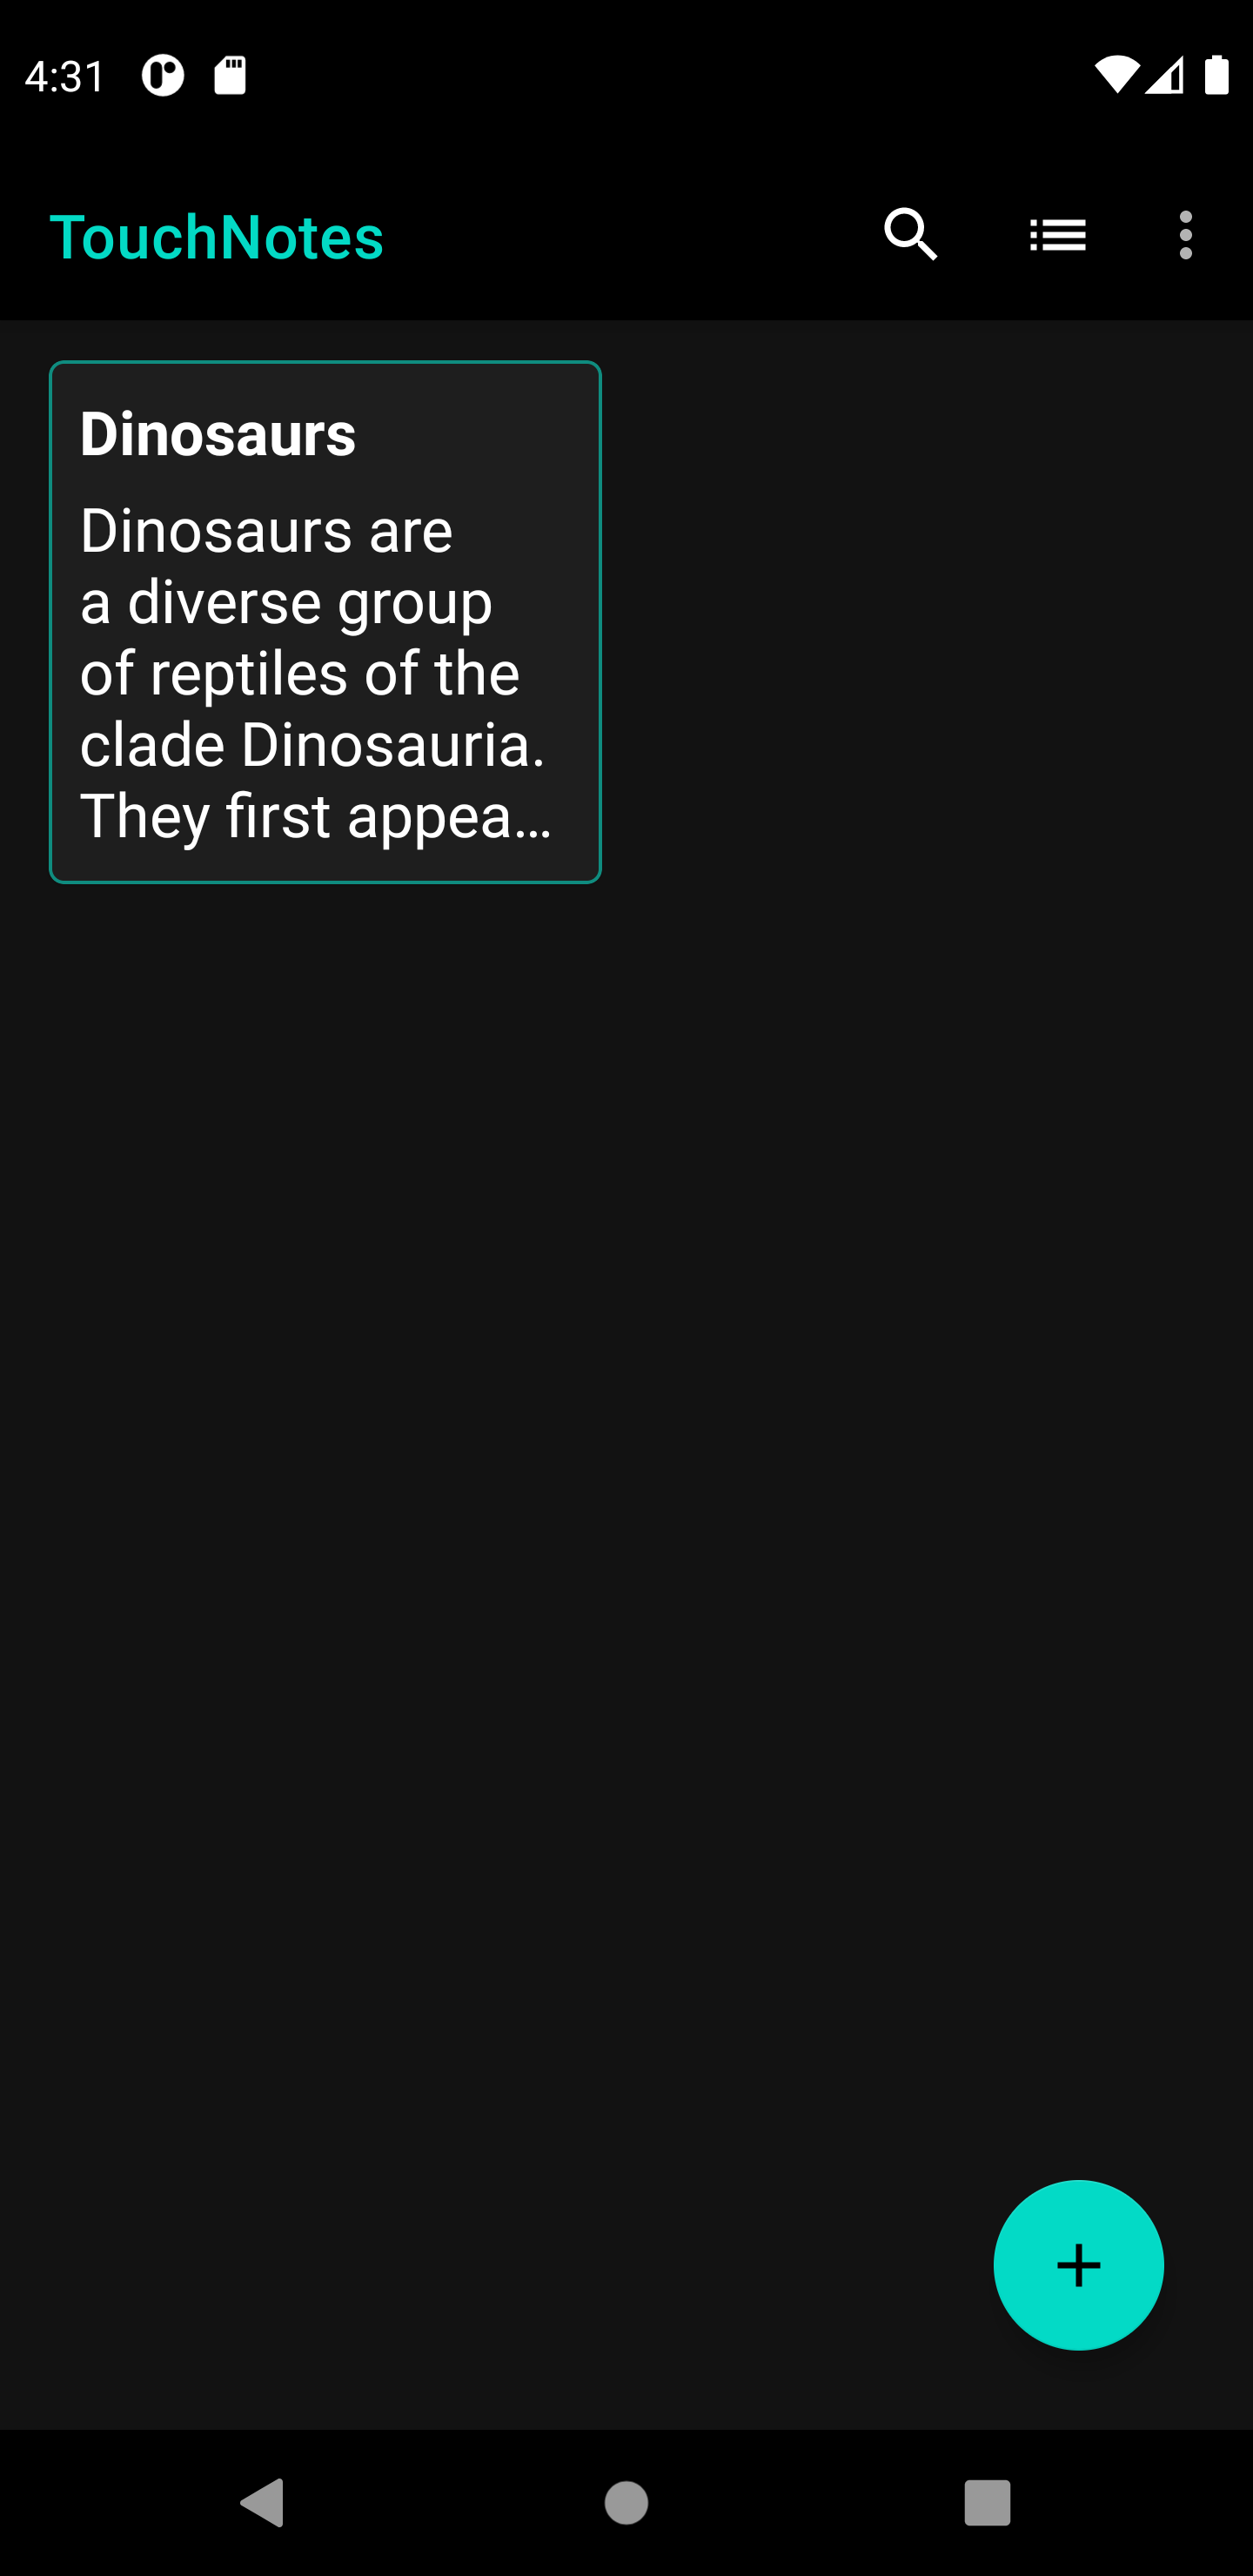 4:31
TouchNotes
Dinosaurs
Dinosaurs are
a diverse group
of reptiles of the
clade Dinosauria.
They first appea…